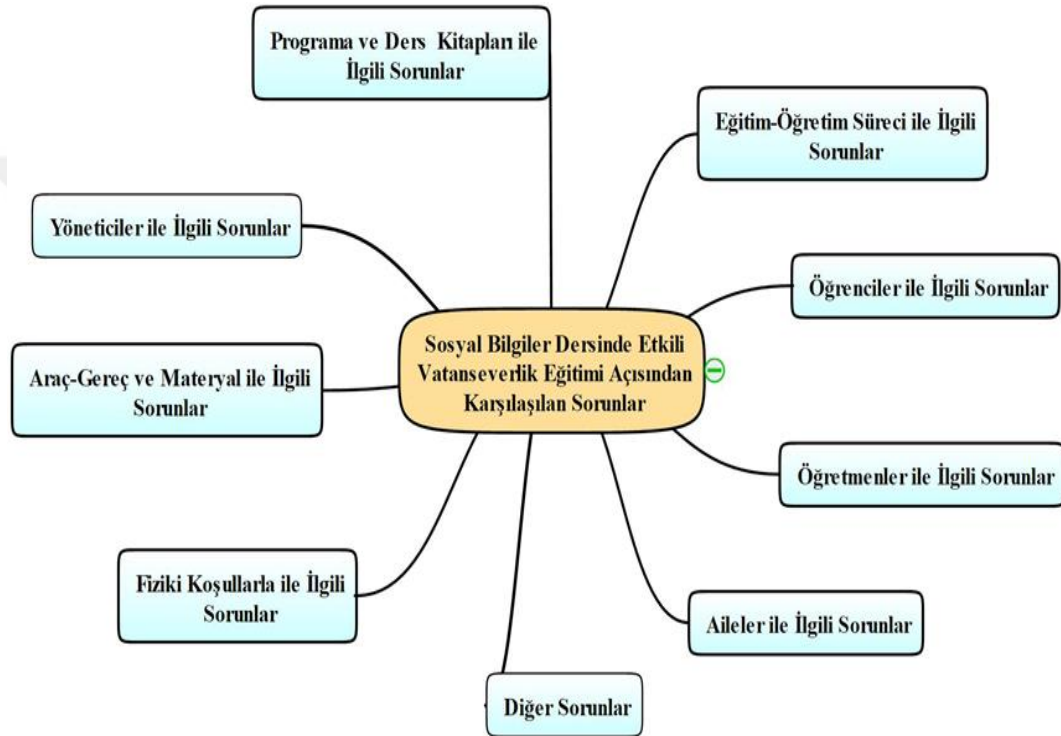 Programa ve Ders Kitapları ile
İlgili Sorunlar
Eğitim-Öğretim Süreci ile İlgili
Sorunlar
Yöneticiler ile İlgili Sorunlar
Öğrenciler ile İlgili Sorunlar
Sosyal Bilgiler Dersinde Etkili
Vatanseverlik Eğitimi Açısından
Karşılaşılan Sorunlar
Araç-Gereç ve Materyal ile İlgili
Sorunlar
Öğretmenler ile İlgili Sorunlar
Fiziki Koşullarla ile İlgili
Sorunlar
Aileler ile İlgili Sorunlar
Diğer Sorunlar